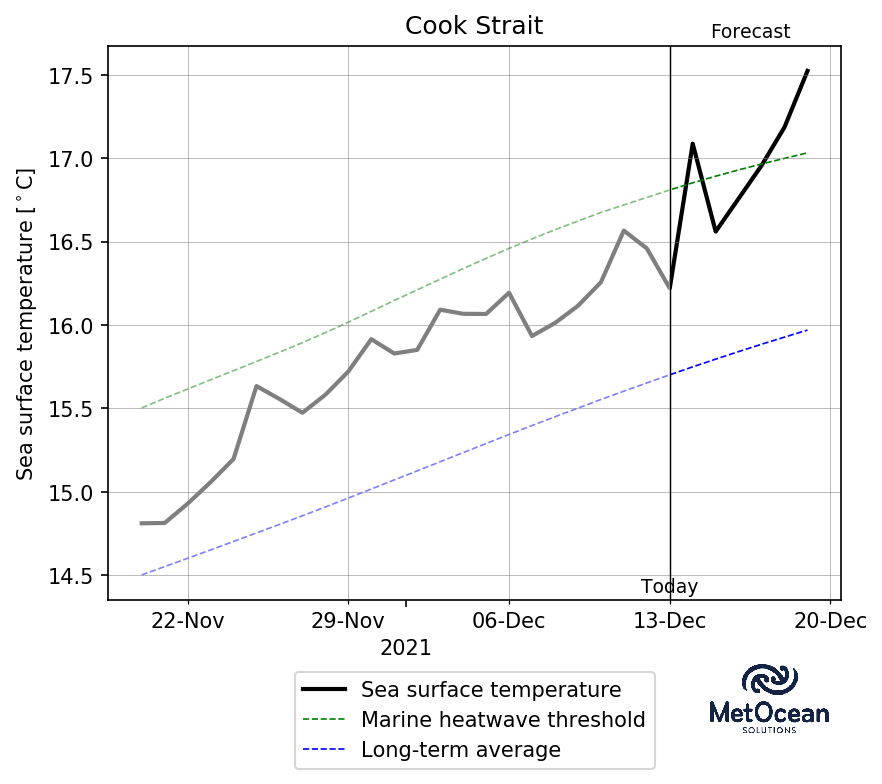 Cook Strait
Forecast
Sea surface temperature [°C]
17.5
17.0
16.5
16.0
15.5
15.0
14.5
Today
22-Nov 29-Nov 06-Dec 13-Dec 20-Dec
2021
Sea surface temperature
Marine heatwave threshold
Long-term average
MetOcean
SOLUTIONS